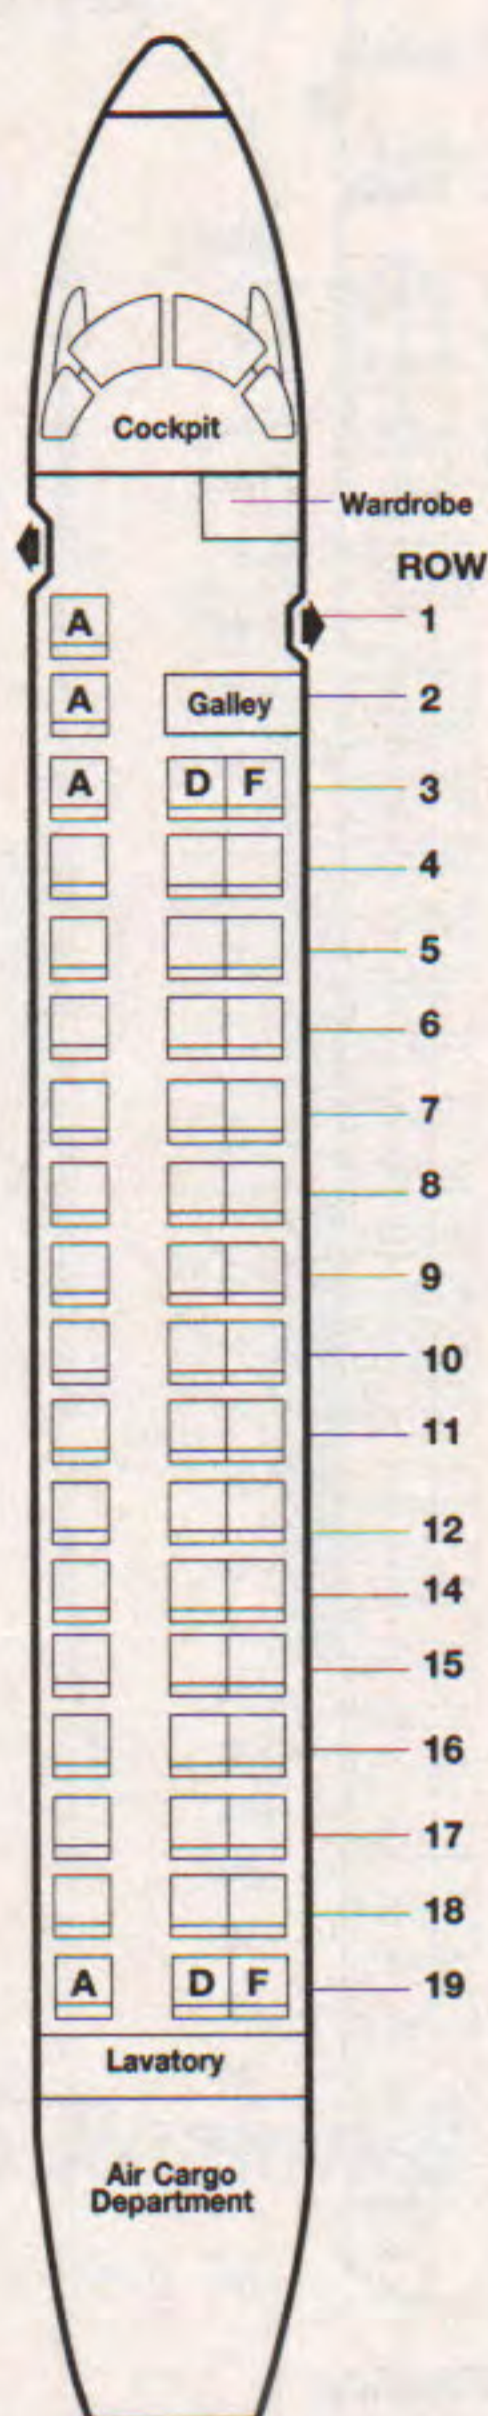 Cockpit
Wardrobe
ROW
A 1
A Galley 2
A D F 3
4
5
6
7
8
9
10
11
12
14
15
16
17
18
A D F 19
Lavatory
Air Cargo
Department